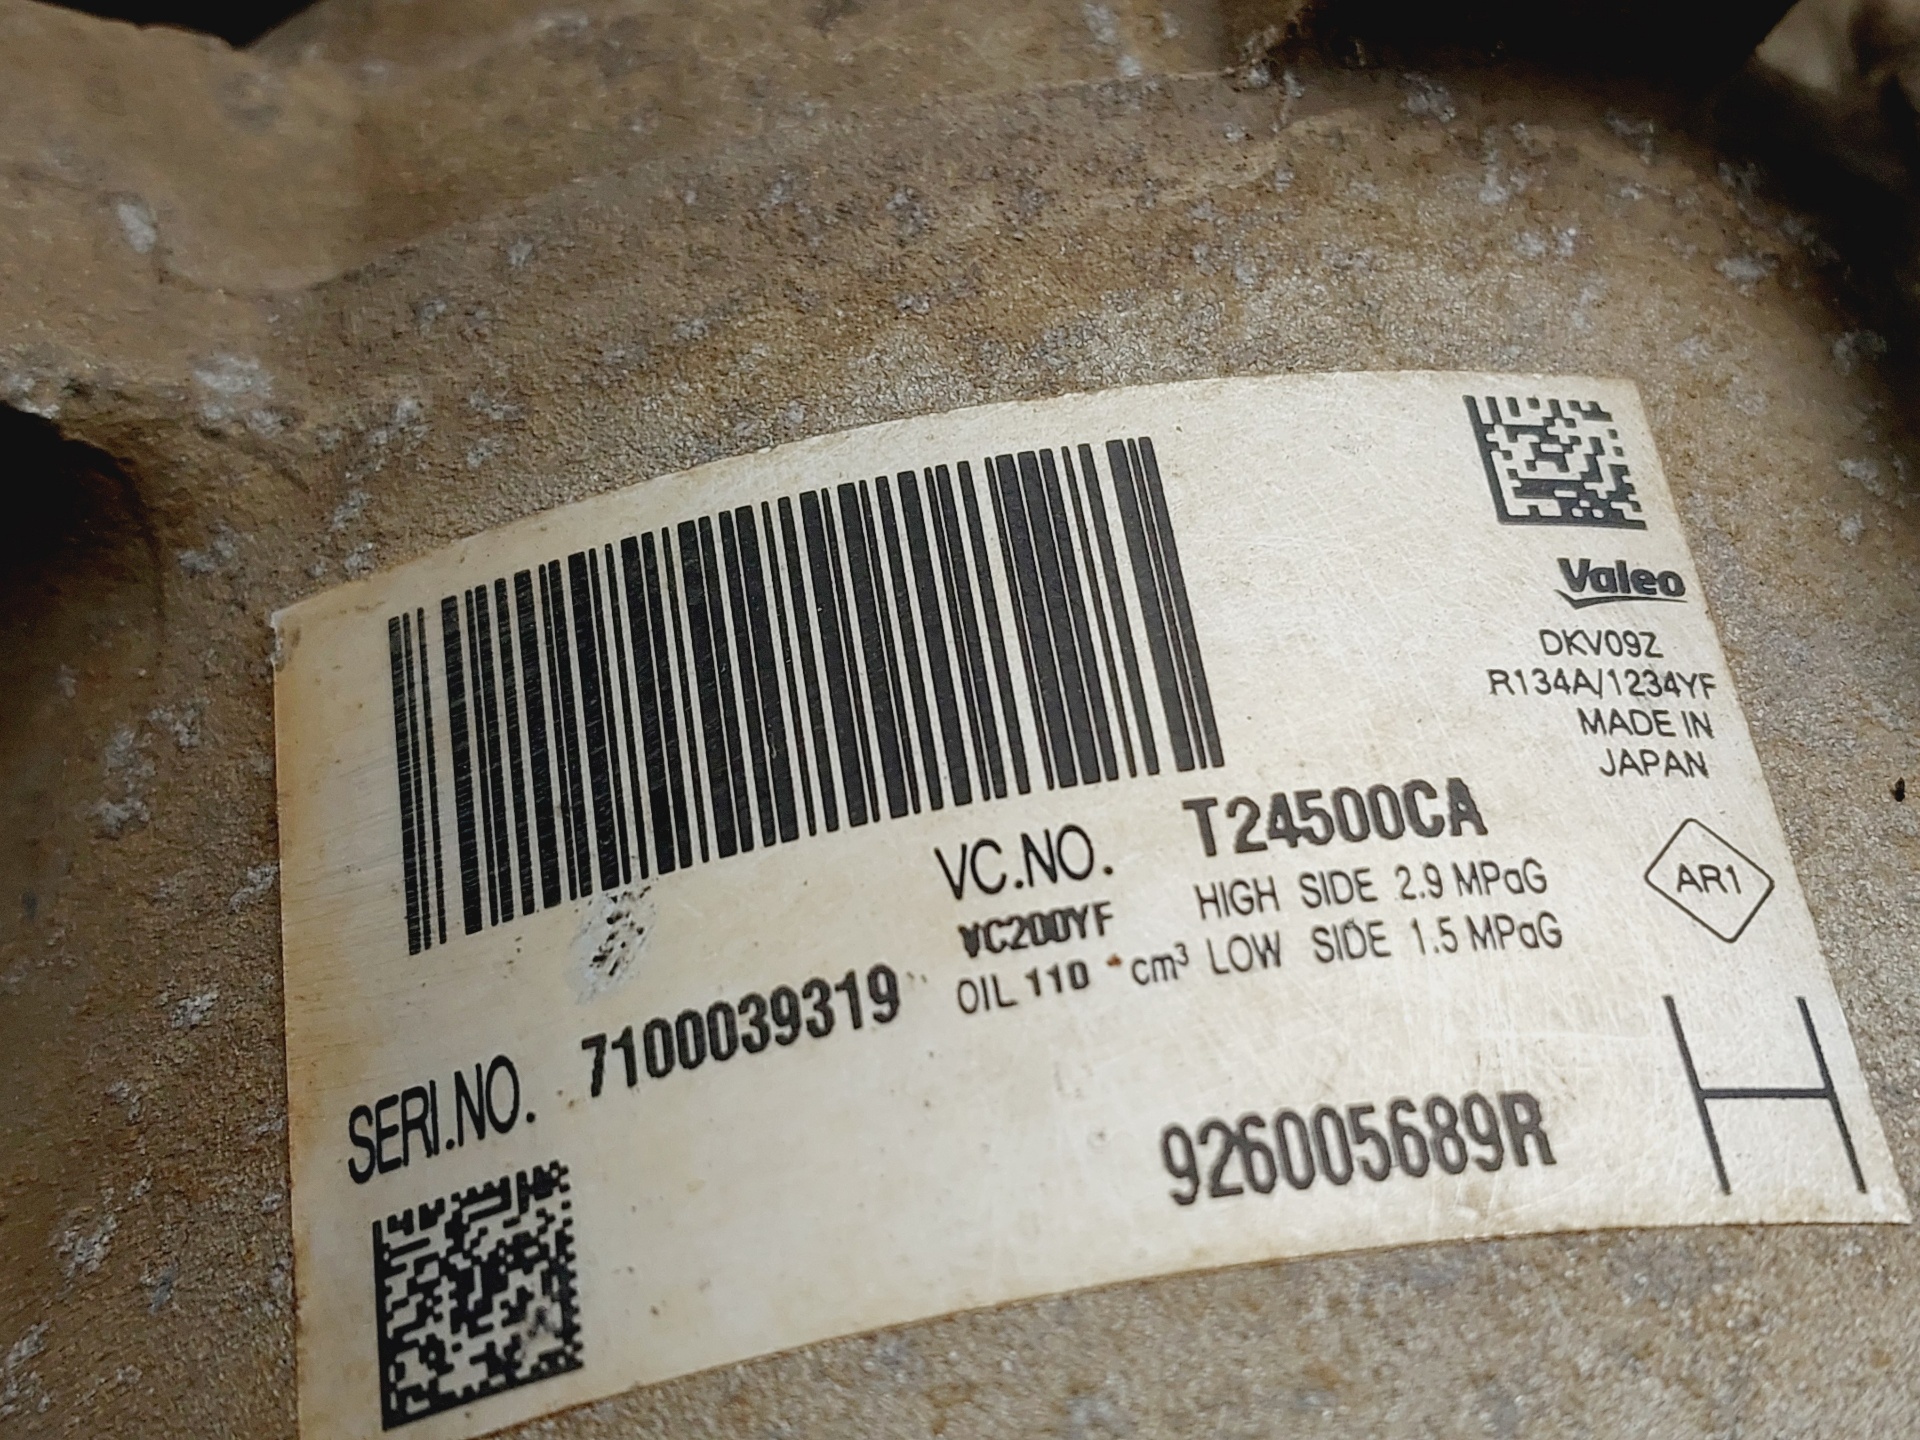 Valeo
DKV09Z
R134A/1234YF
MADE IN
JAPAN
VC.NO. T24500CA
VC200YF HIGH SIDE 2.9 MPaG
OIL 110 cm³ LOW SIDE 1.5 MPaG
AR1
SERI.NO. 7100039319
926005689R
H